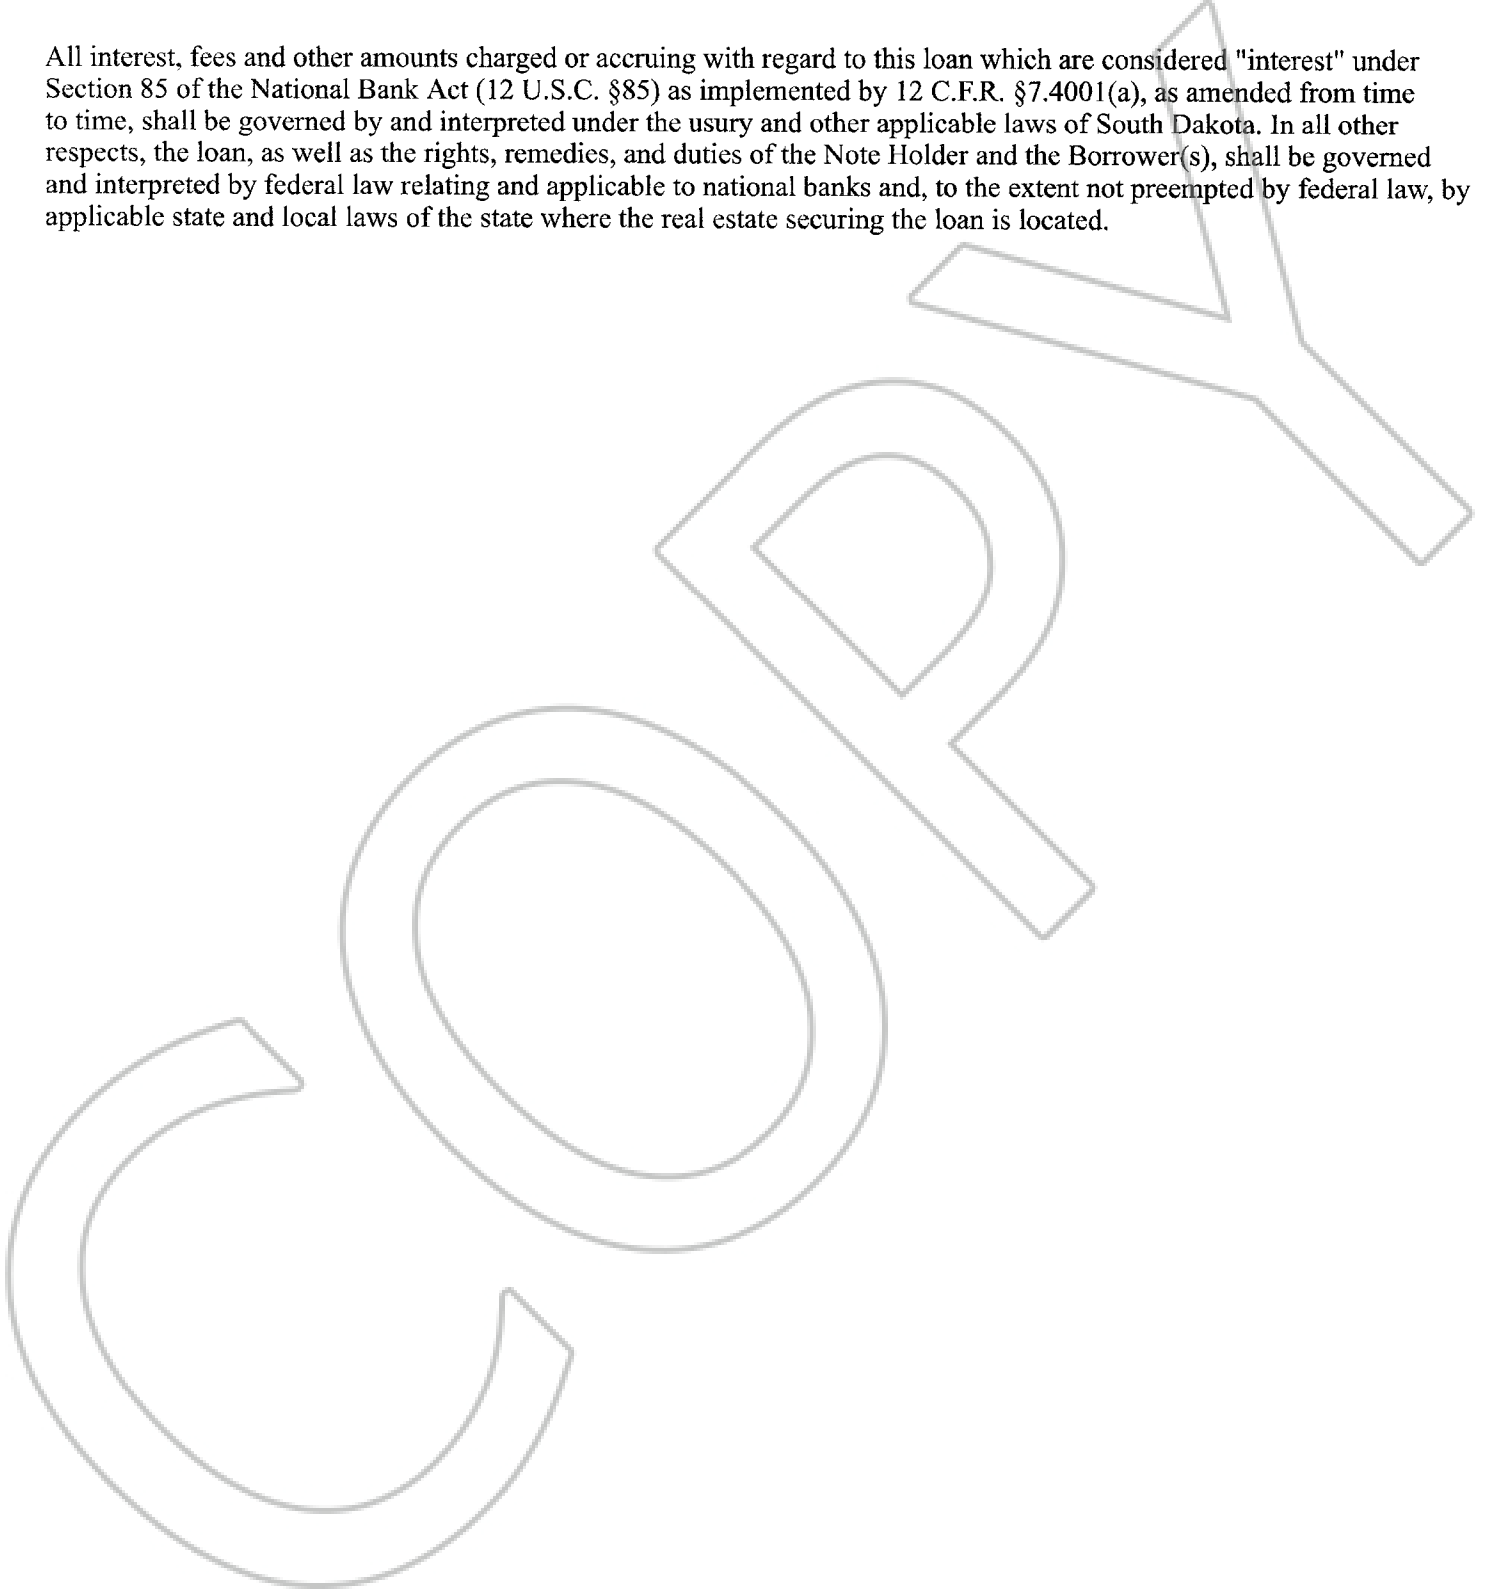 All interest, fees and other amounts charged or accruing with regard to this loan which are considered "interest" under
Section 85 of the National Bank Act (12 U.S.C. §85) as implemented by 12 C.F.R. §7.4001(a), as amended from time
to time, shall be governed by and interpreted under the usury and other applicable laws of South Dakota. In all other
respects, the loan, as well as the rights, remedies, and duties of the Note Holder and the Borrower(s), shall be governed
and interpreted by federal law relating and applicable to national banks and, to the extent not preempted by federal law, by
applicable state and local laws of the state where the real estate securing the loan is located.
COPY